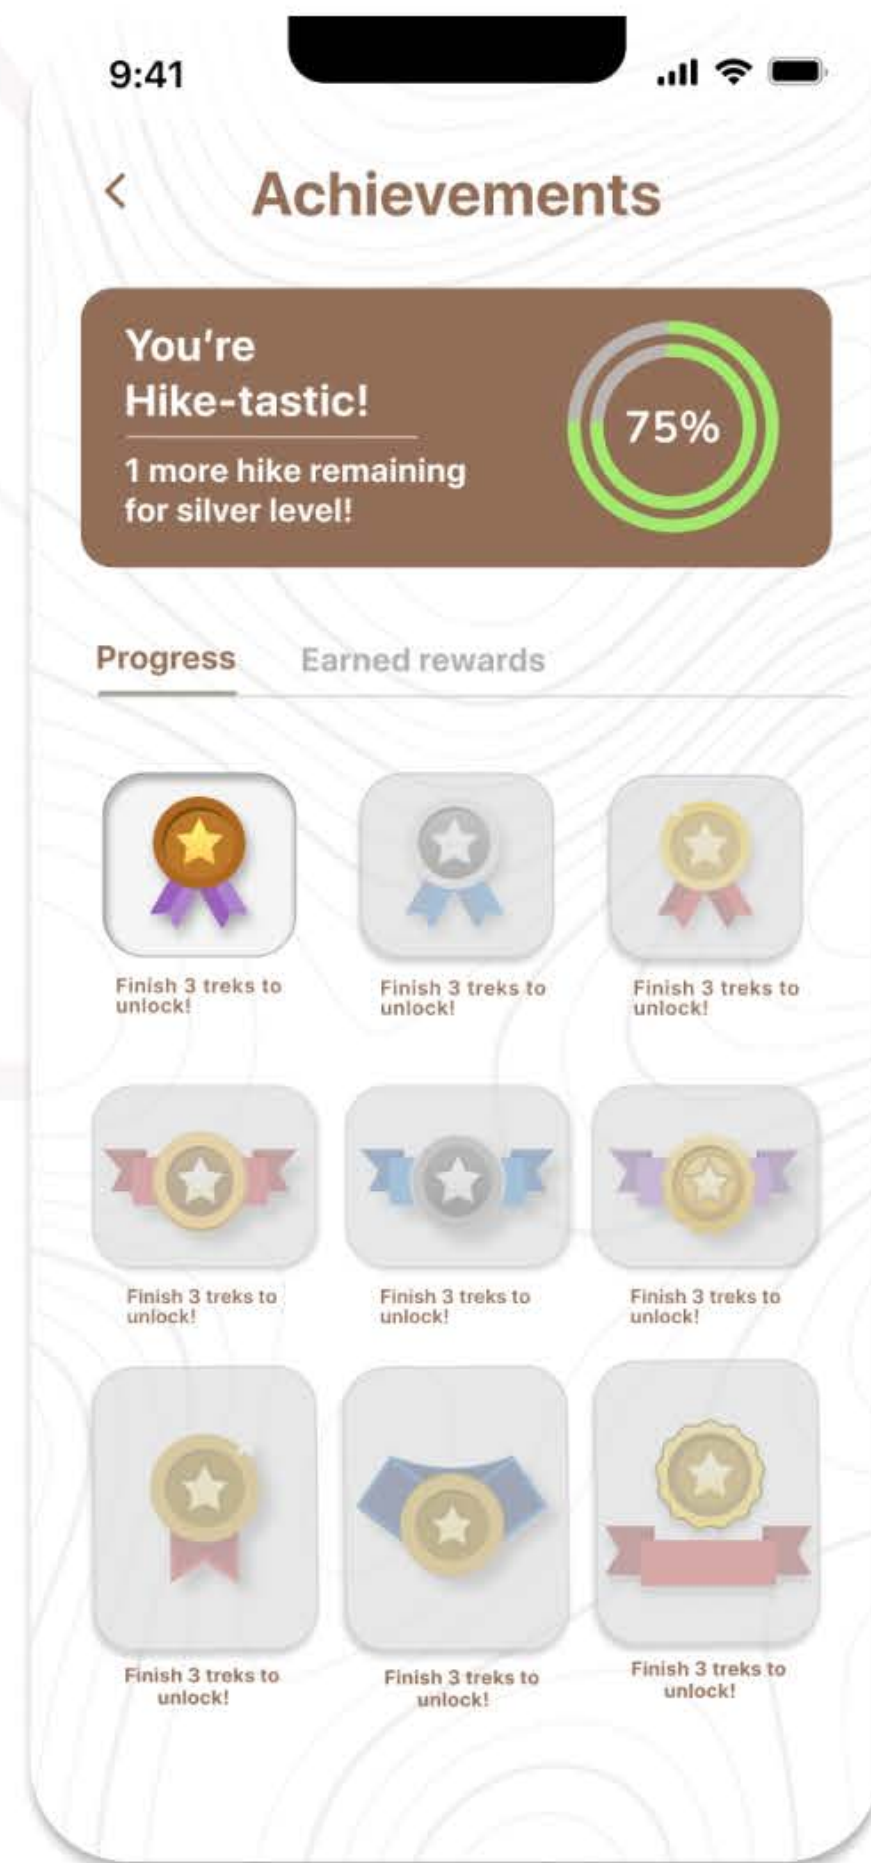 9:41
Achievements
You're
Hike-tastic!
1 more hike remaining
for silver level!
75%
Progress
Earned rewards
Finish 3 treks to
unlock!
Finish 3 treks to
unlock!
Finish 3 treks to
unlock!
Finish 3 treks to
unlock!
Finish 3 treks to
unlock!
Finish 3 treks to
unlock!
Finish 3 treks to
unlock!
Finish 3 treks to
unlock!
Finish 3 treks to
unlock!